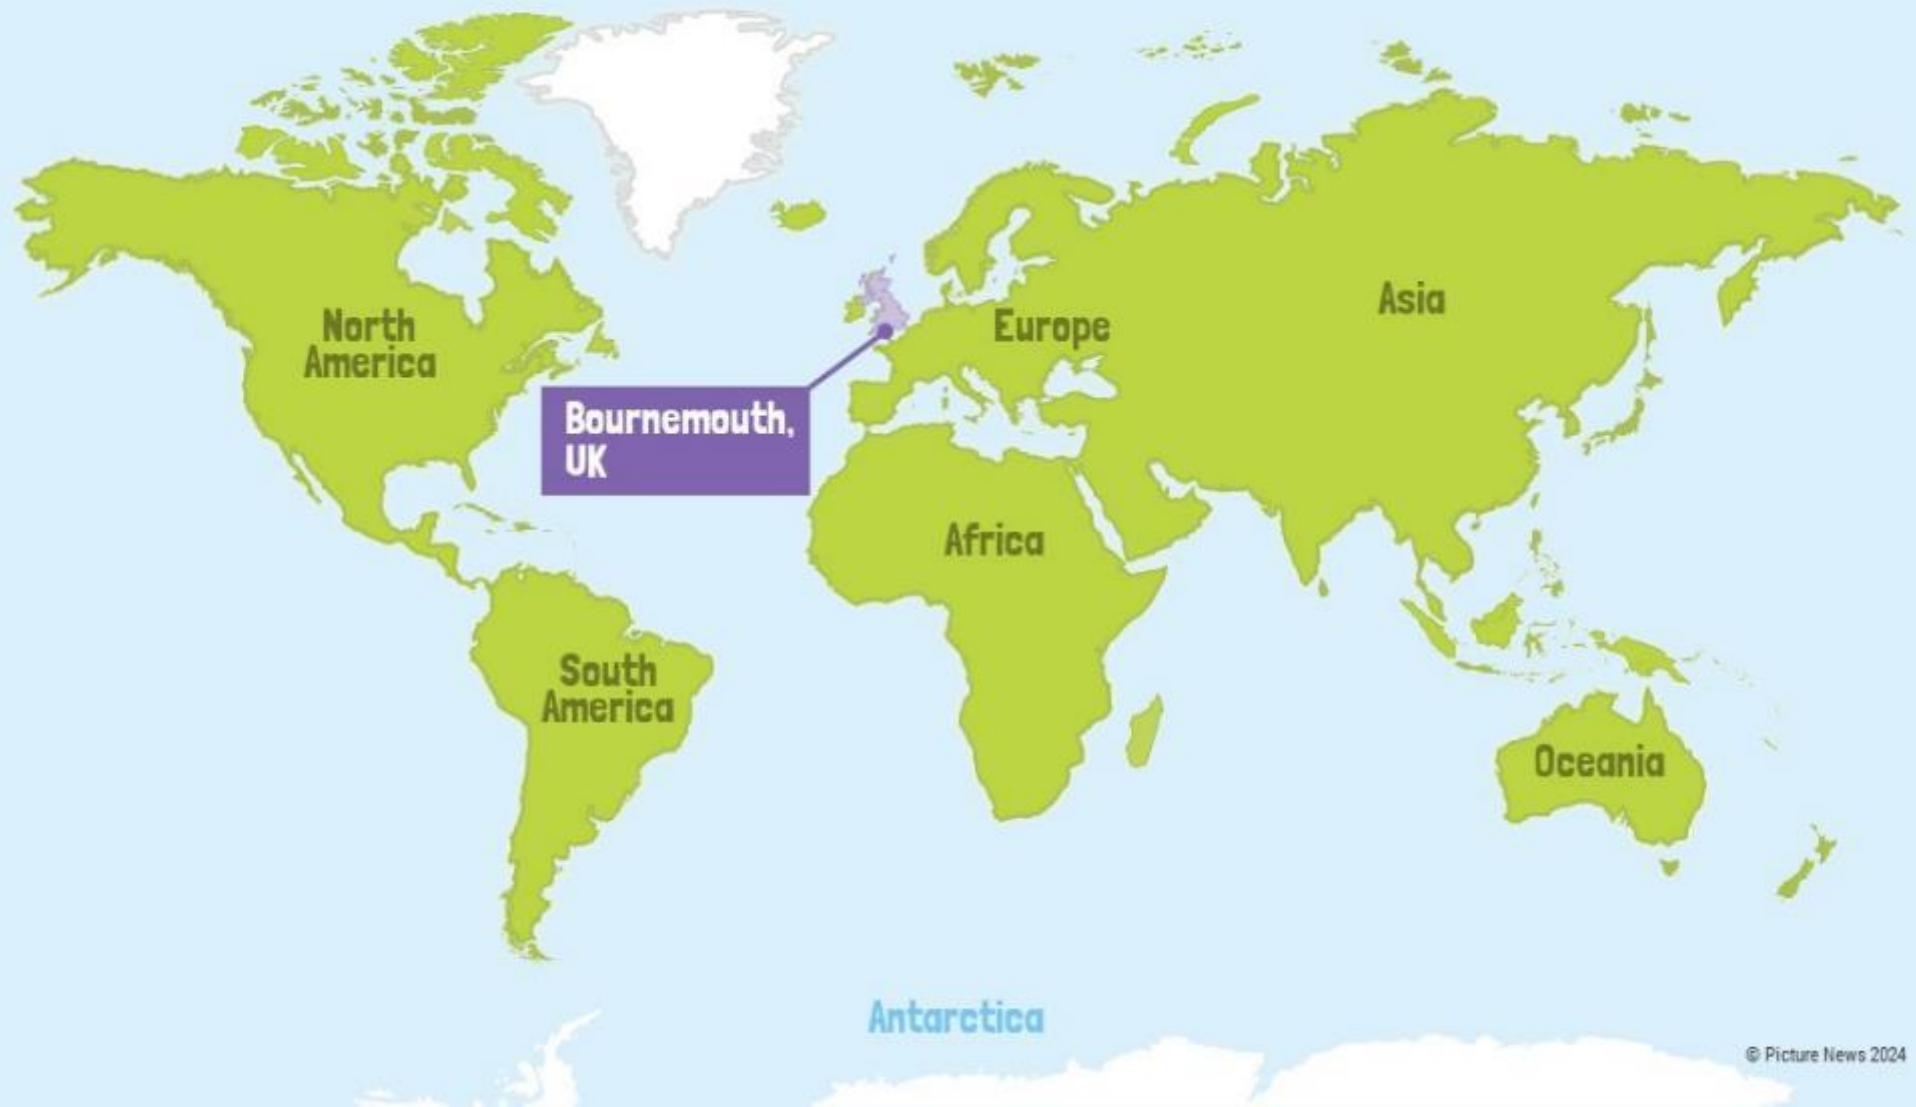 North
America
Europe
Asia
Bournemouth,
UK
Africa
South
America
Oceania
Antarctica
© Picture News 2024